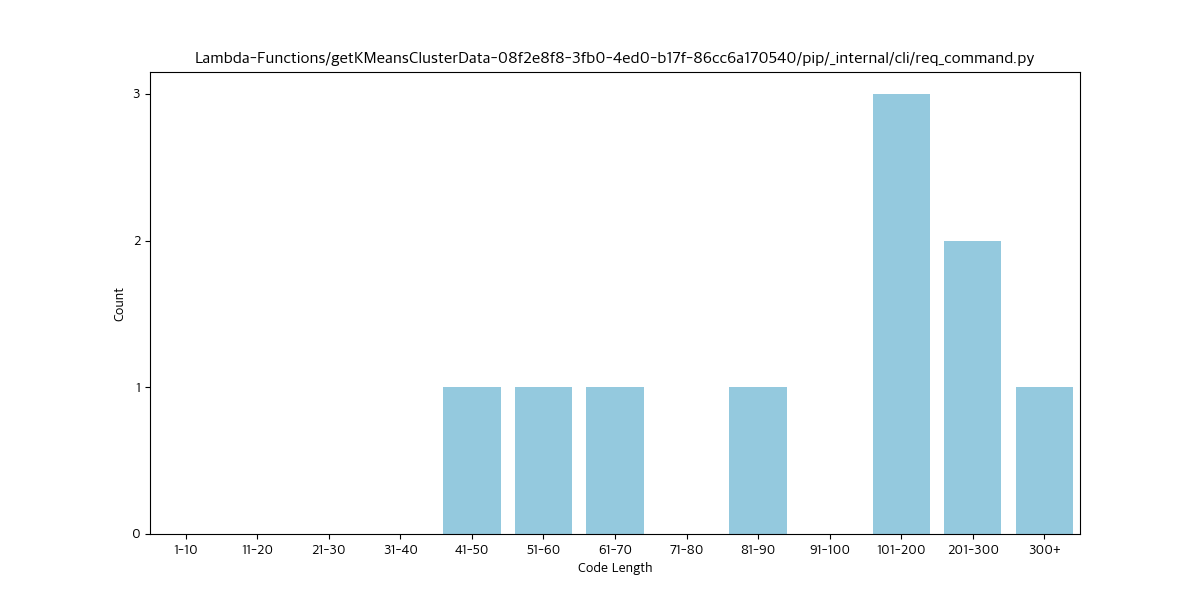 Lambda-Functions/getKMeansClusterData-08f2e8f8-3fb0-4ed0-b17f-86cc6a170540/pip/_internal/cli/req_command.py
3
2
1
0
Count
1-10 11-20 21-30 31-40 41-50 51-60 61-70 71-80 81-90 91-100 101-200 201-300 300+
Code Length